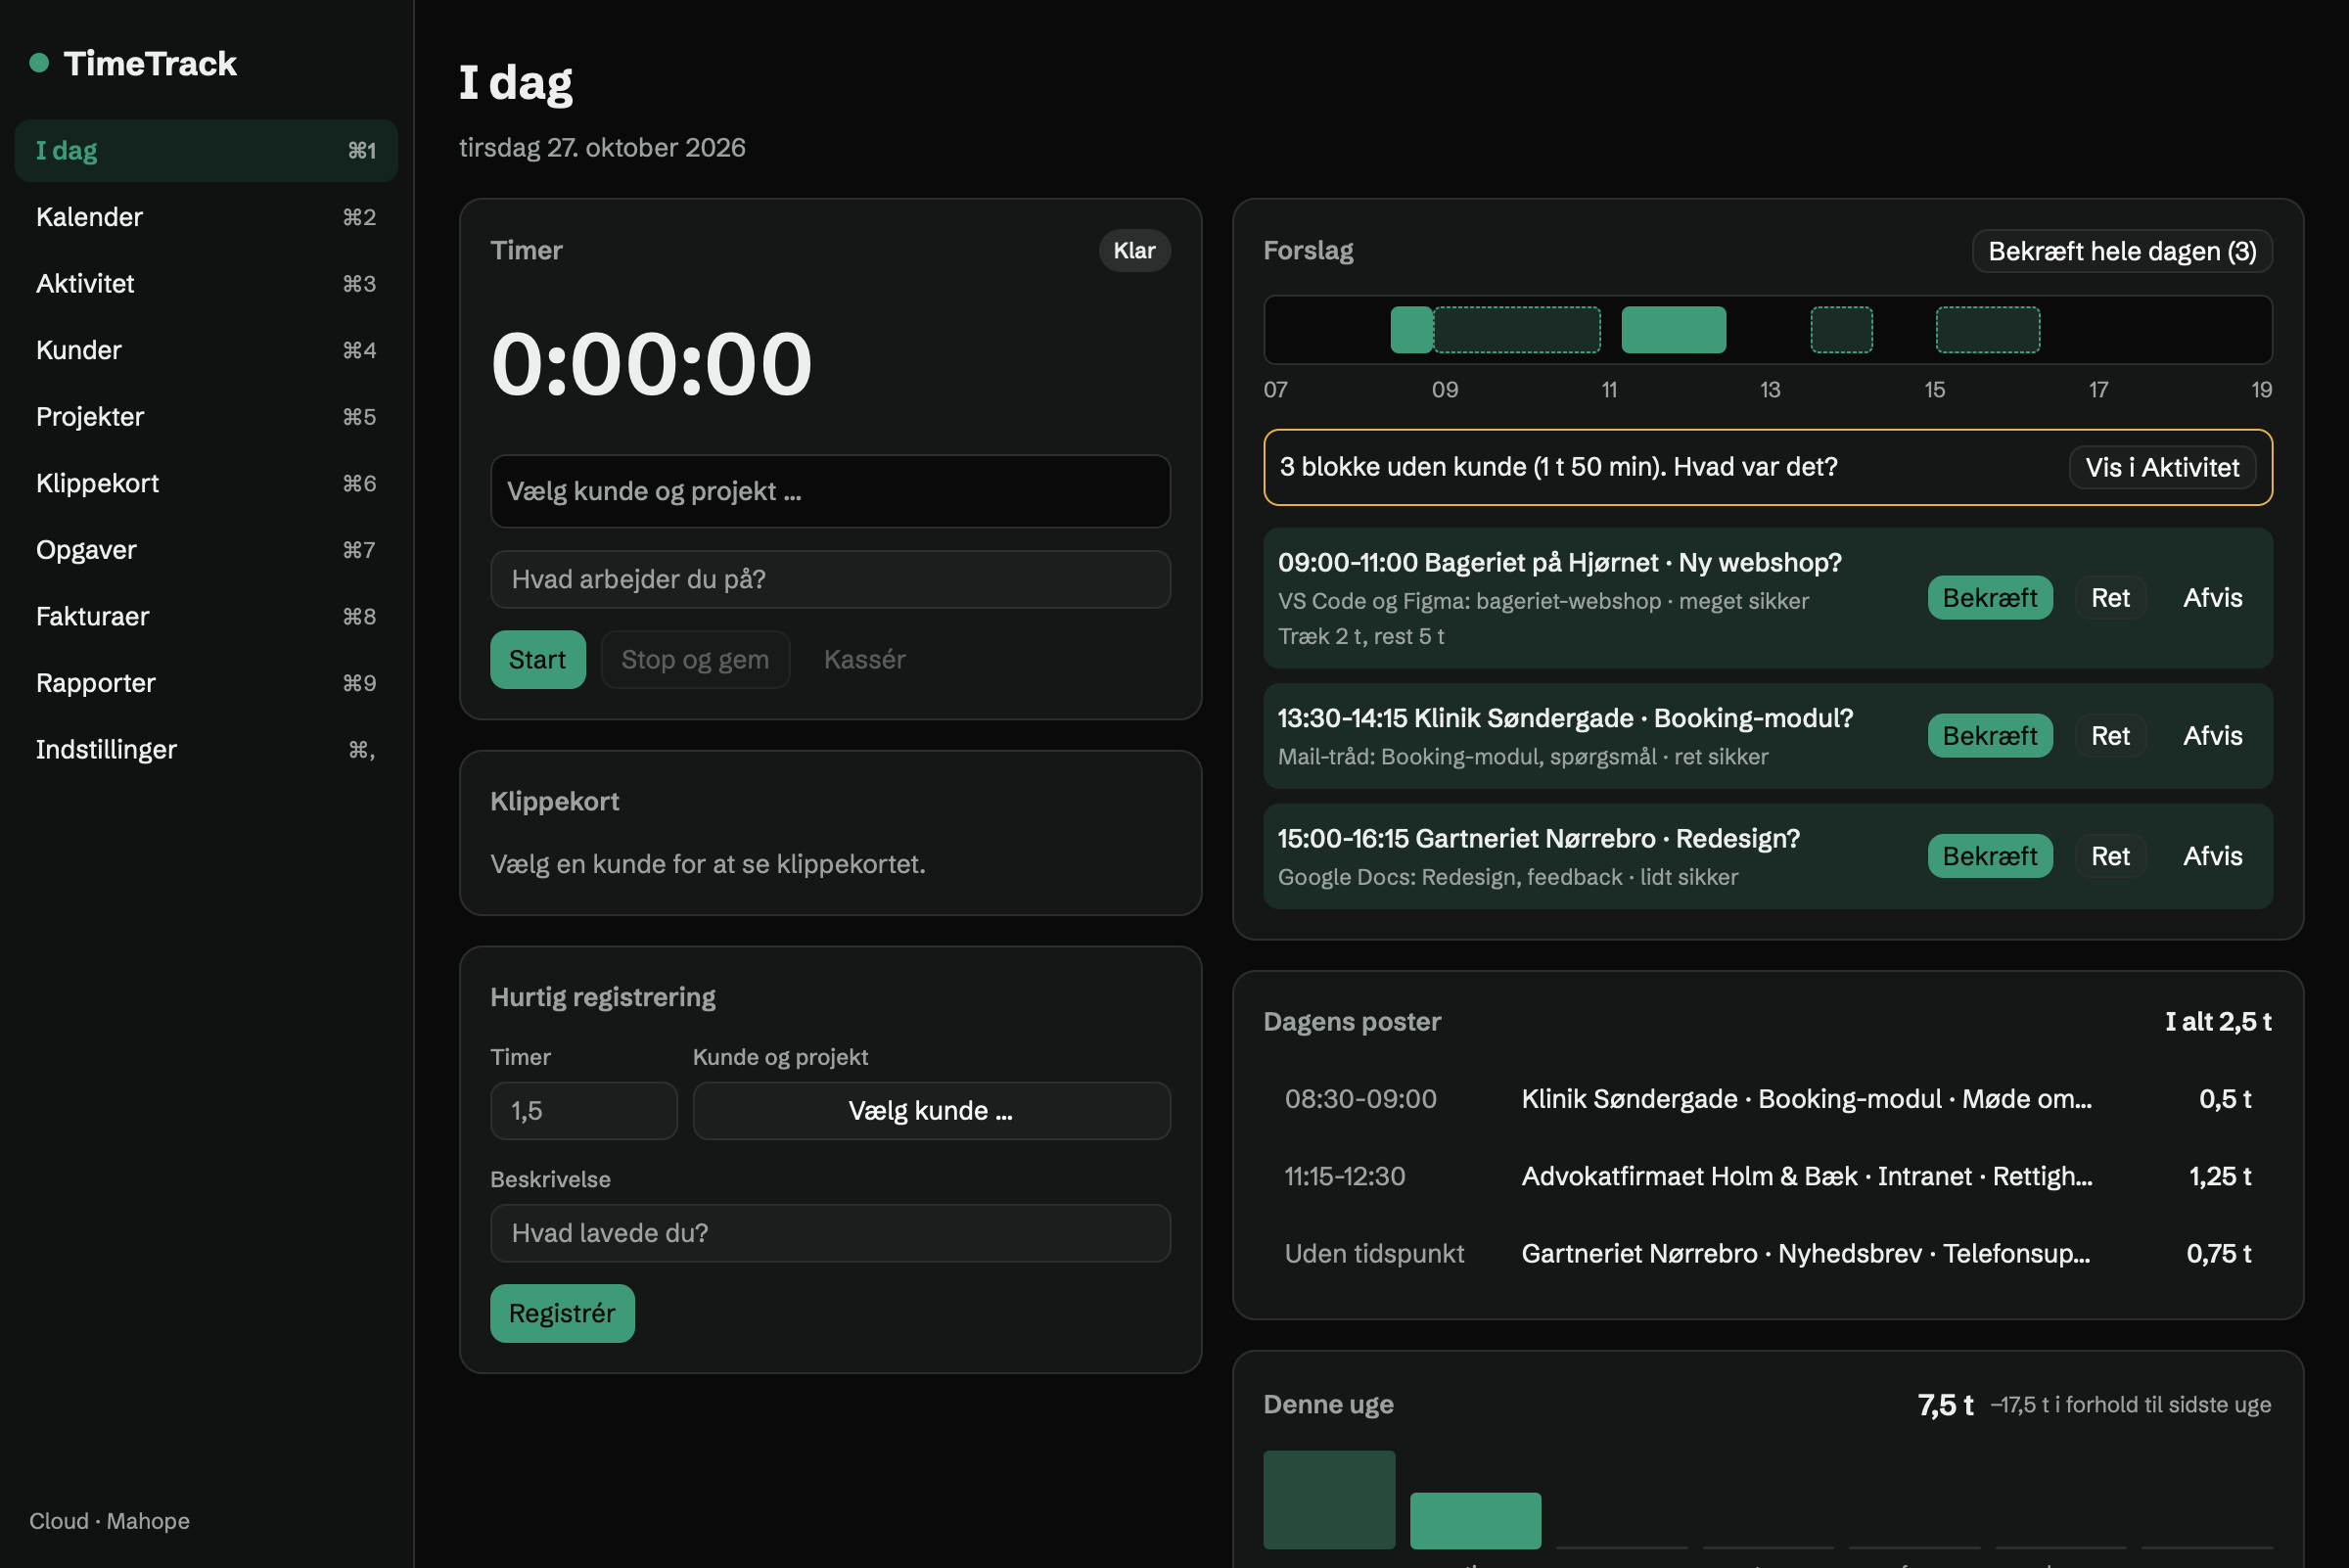 TimeTrack
I dag ⌘1
Kalender ⌘2
Aktivitet ⌘3
Kunder ⌘4
Projekter ⌘5
Klippekort ⌘6
Opgaver ⌘7
Fakturaer ⌘8
Rapporter ⌘9
Indstillinger ⌘,
Cloud · Mahope
I dag
tirsdag 27. oktober 2026
Timer Klar
0:00:00
Vælg kunde og projekt ...
Hvad arbejder du på?
Start Stop og gem Kassér
Klippekort
Vælg en kunde for at se klippekortet.
Hurtig registrering
Timer Kunde og projekt
1,5 Vælg kunde ...
Beskrivelse
Hvad lavede du?
Registrér
Forslag Bekræft hele dagen (3)
07 09 11 13 15 17 19
3 blokke uden kunde (1 t 50 min). Hvad var det? Vis i Aktivitet
09:00-11:00 Bageriet på Hjørnet · Ny webshop?
VS Code og Figma: bageriet-webshop · meget sikker
Træk 2 t, rest 5 t
Bekræft Ret Afvis
13:30-14:15 Klinik Søndergade · Booking-modul?
Mail-tråd: Booking-modul, spørgsmål · ret sikker
Bekræft Ret Afvis
15:00-16:15 Gartneriet Nørrebro · Redesign?
Google Docs: Redesign, feedback · lidt sikker
Bekræft Ret Afvis
Dagens poster I alt 2,5 t
08:30-09:00 Klinik Søndergade · Booking-modul · Møde om... 0,5 t
11:15-12:30 Advokatfirmaet Holm & Bæk · Intranet · Rettigh... 1,25 t
Uden tidspunkt Gartneriet Nørrebro · Nyhedsbrev · Telefonsup... 0,75 t
Denne uge 7,5 t −17,5 t i forhold til sidste uge